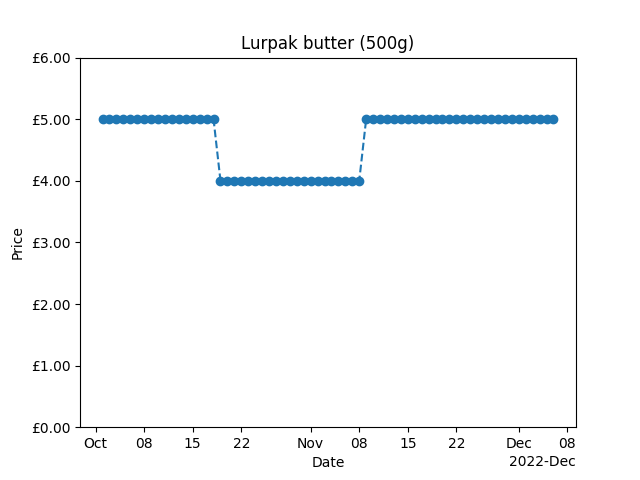 Lurpak butter (500g)
£6.00
£5.00
£4.00
£3.00
£2.00
£1.00
£0.00
Price
Oct 08 15 22 Nov 08 15 22 Dec 08
Date
2022-Dec